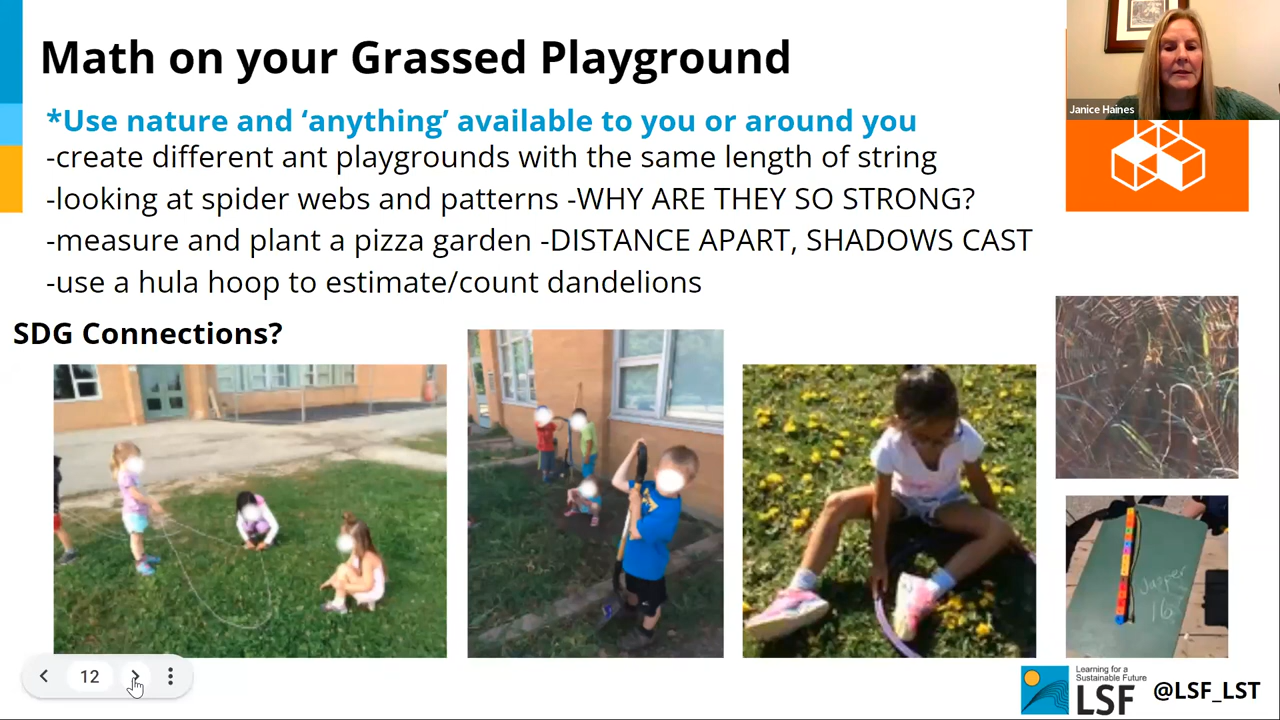 Math on your Grassed Playground
Janice Haines
*Use nature and ‘anything’ available to you or around you
-create different ant playgrounds with the same length of string
-looking at spider webs and patterns -WHY ARE THEY SO STRONG?
-measure and plant a pizza garden -DISTANCE APART, SHADOWS CAST
-use a hula hoop to estimate/count dandelions
SDG Connections?
Jasper
16
12
Learning for a
Sustainable Future
LSF
@LSF_LST